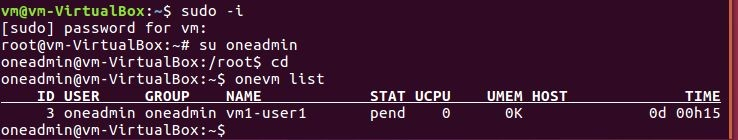 vm@vm-VirtualBox:~$ sudo -i
[sudo] password for vm:
root@vm-VirtualBox:~# su oneadmin
oneadmin@vm-VirtualBox:/root$ cd
oneadmin@vm-VirtualBox:~$ onevm list
ID USER GROUP NAME STAT UCPU UMEM HOST TIME
3 oneadmin oneadmin vm1-user1 pend 0 0K 0d 00h15
oneadmin@vm-VirtualBox:~$